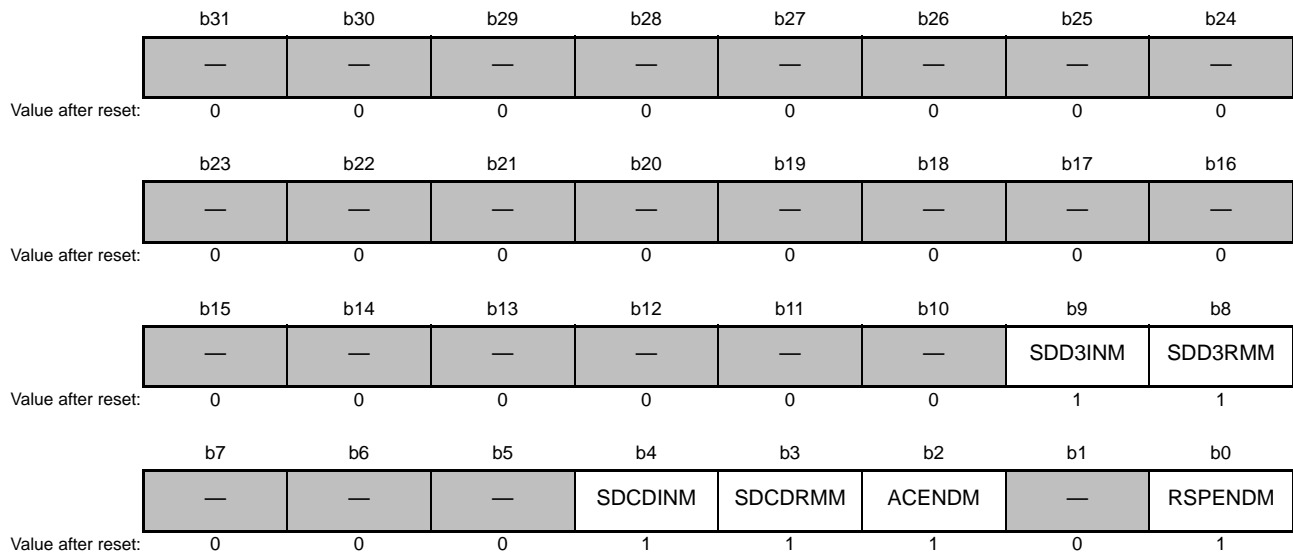 b31 b30 b29 b28 b27 b26 b25 b24
— — — — — — — —
Value after reset: 0 0 0 0 0 0 0 0
b23 b22 b21 b20 b19 b18 b17 b16
— — — — — — — —
Value after reset: 0 0 0 0 0 0 0 0
b15 b14 b13 b12 b11 b10 b9 b8
— — — — — — SDD3INM SDD3RMM
Value after reset: 0 0 0 0 0 0 1 1
b7 b6 b5 b4 b3 b2 b1 b0
— — — SDCDINM SDCDRMM ACENDM — RSPENDM
Value after reset: 0 0 0 1 1 1 0 1